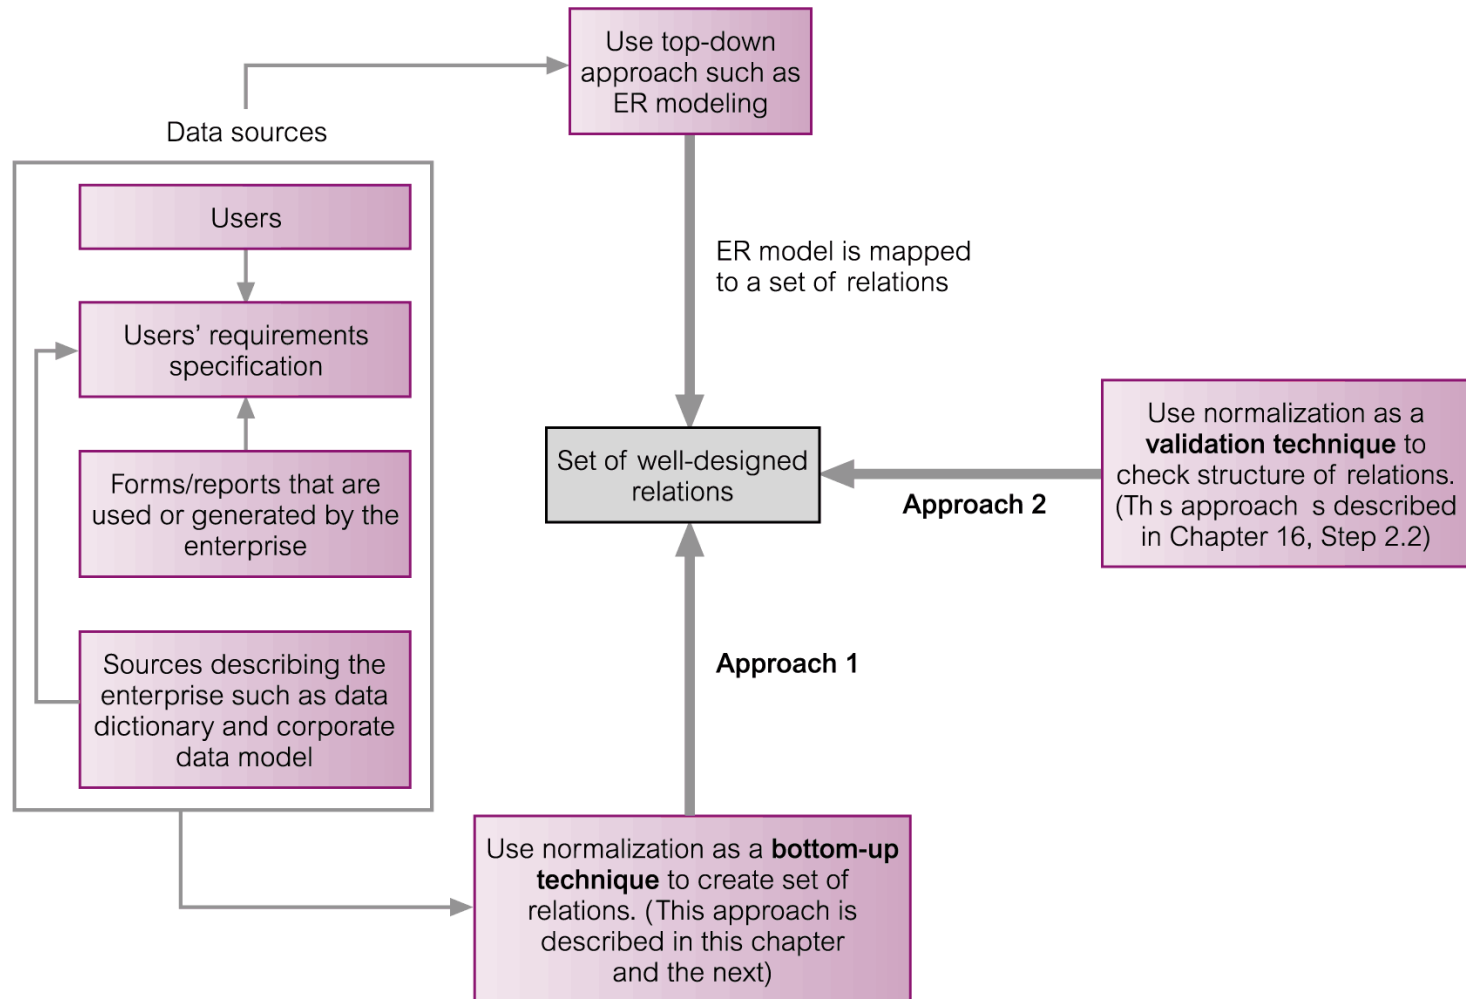 Use top-down
approach such as
ER modeling
Data sources
Users
Users’ requirements
specification
Forms/reports that are
used or generated by the
enterprise
Sources describing the
enterprise such as data
dictionary and corporate
data model
ER model is mapped
to a set of relations
Set of well-designed
relations
Approach 2
Use normalization as a
validation technique to
check structure of relations.
(Th s approach  s described
in Chapter 16, Step 2.2)
Approach 1
Use normalization as a bottom-up
technique to create set of
relations. (This approach is
described in this chapter
and the next)